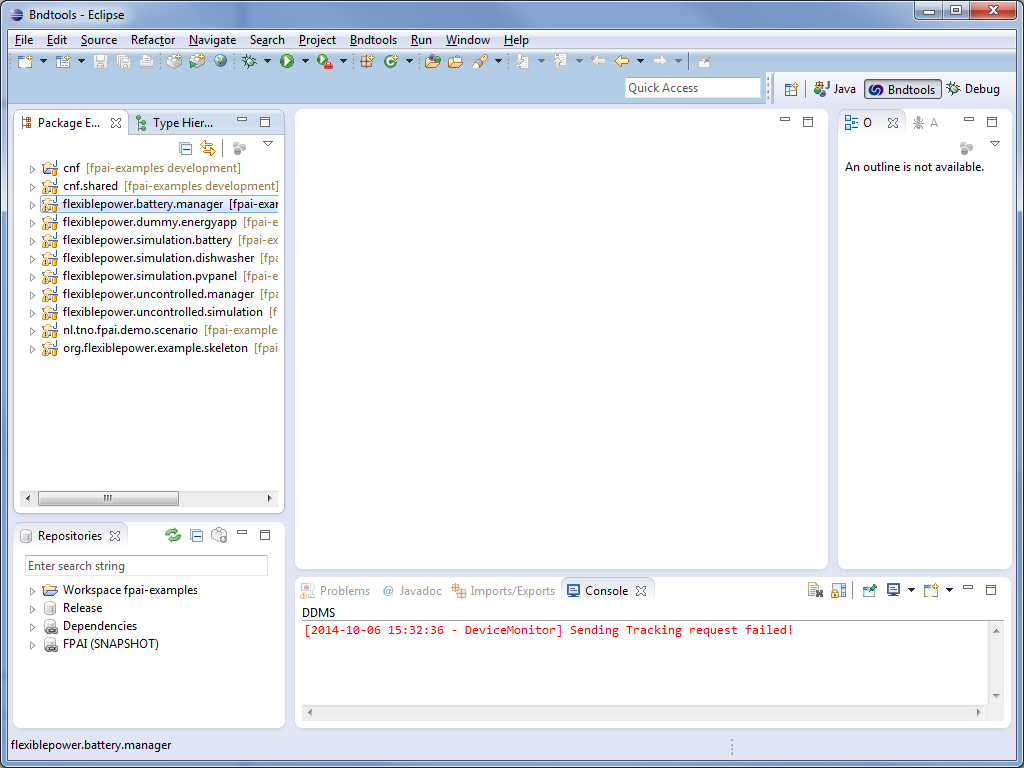 Bndtools - Eclipse
File Edit Source Refactor Navigate Search Project Bndtools Run Window Help
Quick Access
Java Bndtools Debug
Package E... Type Hier...
cnf [fpai-examples development]
cnf.shared [fpai-examples development]
flexiblepower.battery.manager [fpai-exar
flexiblepower.dummy.energyapp [fpai-e
flexiblepower.simulation.battery [fpai-ex
flexiblepower.simulation.dishwasher [fpa
flexiblepower.simulation.pvpanel [fpai-e
flexiblepower.uncontrolled.manager [fpa
flexiblepower.uncontrolled.simulation [f
nl.tno.fpai.demo.scenario [fpai-example
org.flexiblepower.example.skeleton [fpai
O A
An outline is not available.
Repositories
Enter search string
Workspace fpai-examples
Release
Dependencies
FPAI (SNAPSHOT)
Problems @ Javadoc Imports/Exports Console
DDMS
[2014-10-06 15:32:36 - DeviceMonitor] Sending Tracking request failed!
flexiblepower.battery.manager